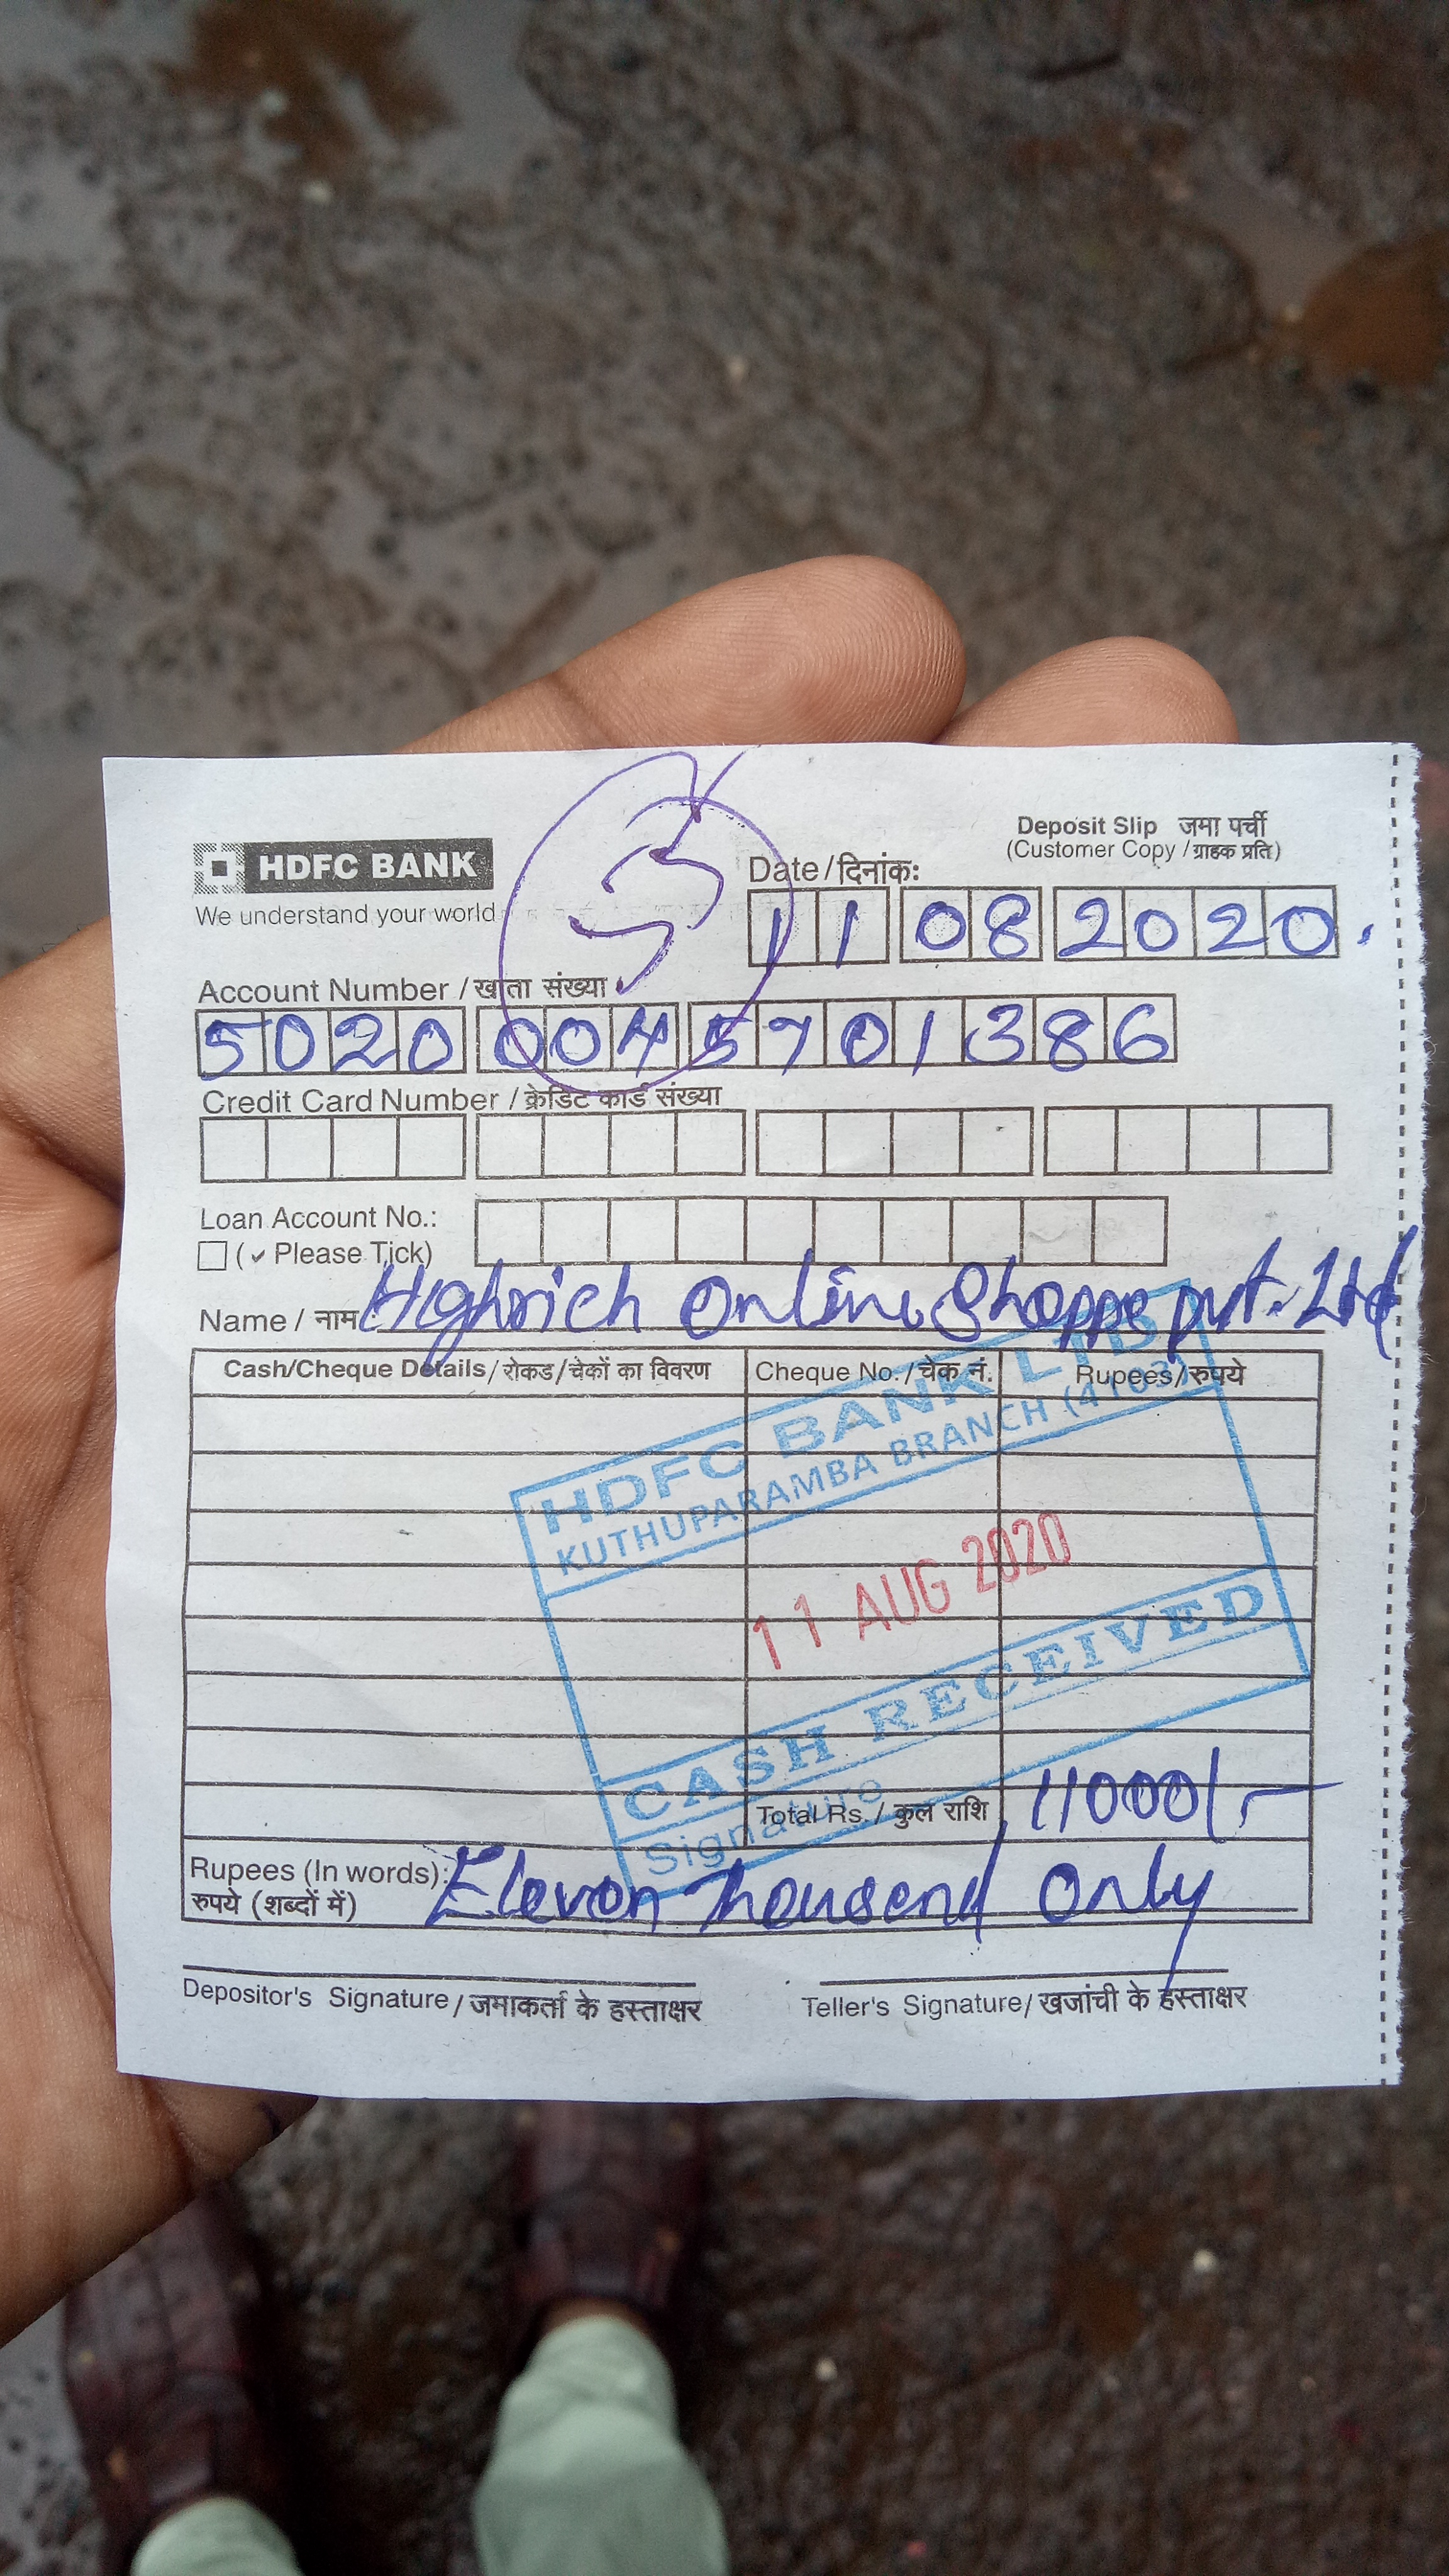 Deposit Slip जमा पर्ची
(Customer Copy / ग्राहक प्रति)
HDFC BANK
We understand your world
Date / दिनांक:
11 08 2020
Account Number / खाता संख्या
5020 004 5701386
Credit Card Number / क्रेडिट कार्ड संख्या
Loan Account No.:
(✓ Please Tick)
Name / नाम Highrich Online Shoppe pvt. Ltd
Cash/Cheque Details / रोकड़ / चेकों का विवरण Cheque No. / चेक नं. Rupees / रुपये
HDFC BANK LTD
KUTHUPARAMBA BRANCH (4103)
11 AUG 2020
CASH RECEIVED
Signature
Total Rs. / कुल राशि 11000/-
Rupees (In words): Eleven Thousend Only
रुपये (शब्दों में)
Depositor's Signature / जमाकर्ता के हस्ताक्षर Teller's Signature / खजांची के हस्ताक्षर